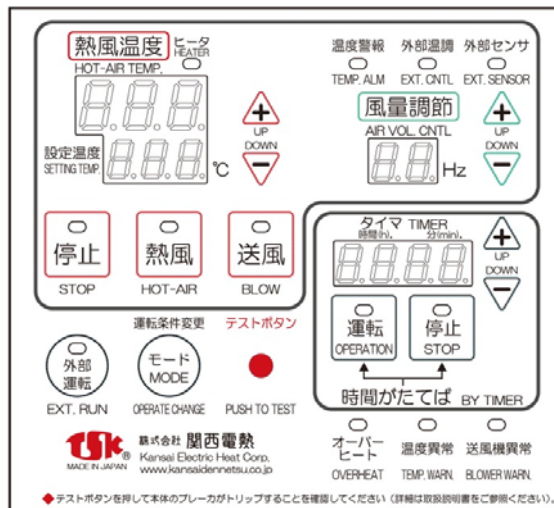 熱風温度 ヒータ
HOT-AIR TEMP. HEATER
設定温度
SETTING TEMP.
℃
UP
DOWN
温度警報 外部温調 外部センサ
TEMP. ALM EXT. CNTL EXT. SENSOR
風量調節
AIR VOL. CNTL
Hz
UP
DOWN
停止 熱風 送風
STOP HOT-AIR BLOW
タイマ TIMER
時間(h). 分(min).
UP
DOWN
運転 停止
OPERATION STOP
時間がたてば BY TIMER
運転条件変更 テストボタン
外部
運転
モード
MODE
EXT. RUN OPERATE CHANGE PUSH TO TEST
オーバー
ヒート
温度異常 送風機異常
OVERHEAT TEMP. WARN. BLOWER WARN.
TSK ®
MADE IN JAPAN
株式会社 関西電熱
Kansai Electric Heat Corp.
www.kansaidennetsu.co.jp
◆テストボタンを押して本体のブレーカがトリップすることを確認してください（詳細は取扱説明書をご参照ください）。